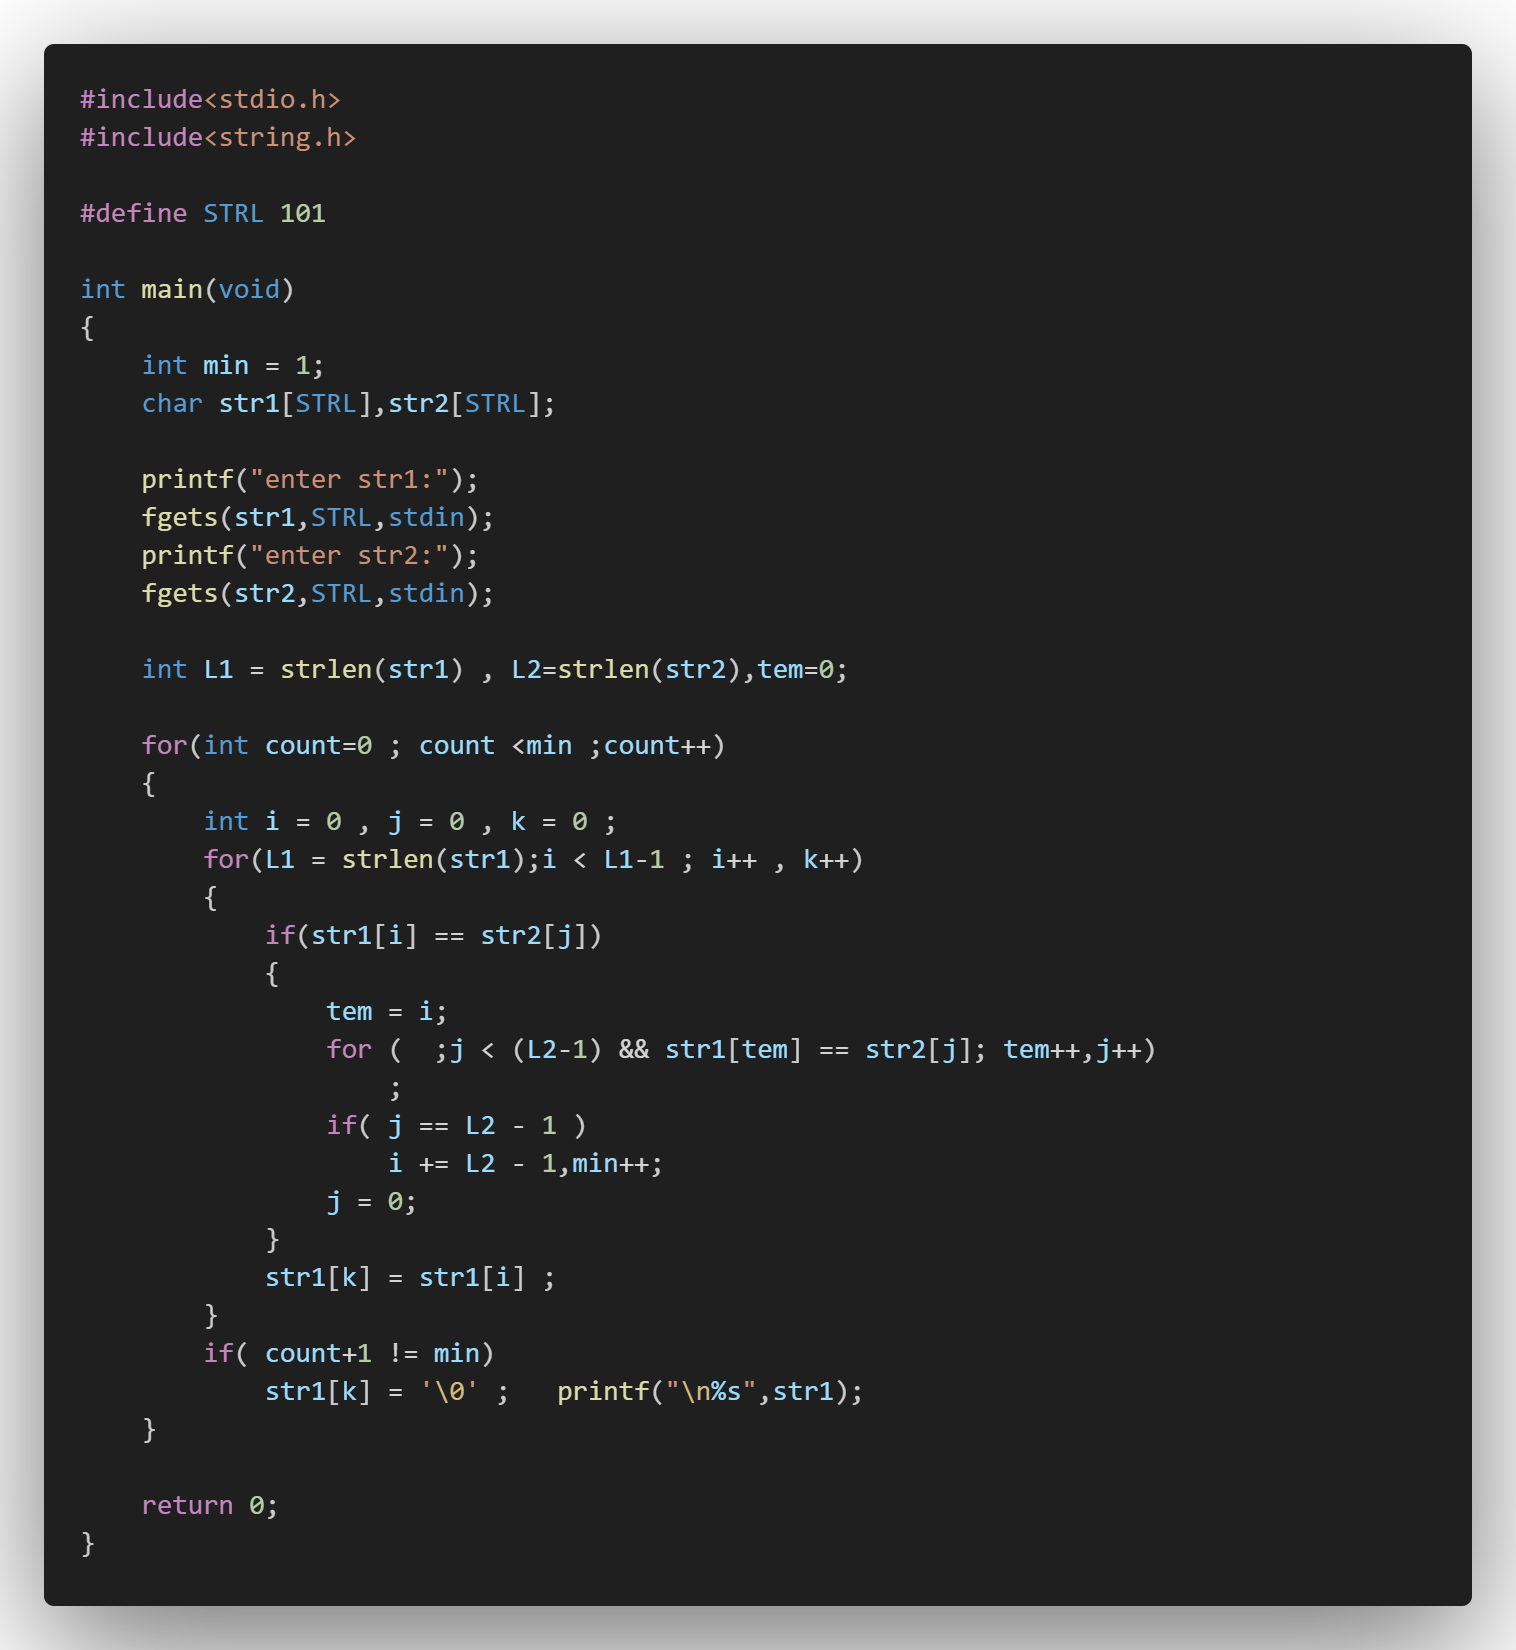 #include<stdio.h>
#include<string.h>

#define STRL 101

int main(void)
{
    int min = 1;
    char str1[STRL],str2[STRL];

    printf("enter str1:");
    fgets(str1,STRL,stdin);
    printf("enter str2:");
    fgets(str2,STRL,stdin);

    int L1 = strlen(str1) , L2=strlen(str2),tem=0;

    for(int count=0 ; count <min ;count++)
    {
        int i = 0 , j = 0 , k = 0 ;
        for(L1 = strlen(str1);i < L1-1 ; i++ , k++)
        {
            if(str1[i] == str2[j])
            {
                tem = i;
                for (  ;j < (L2-1) && str1[tem] == str2[j]; tem++,j++)
                    ;
                if( j == L2 - 1 )
                    i += L2 - 1,min++;
                j = 0;
            }
            str1[k] = str1[i] ;
        }
        if( count+1 != min)
            str1[k] = '\0' ;   printf("\n%s",str1);
    }

    return 0;
}